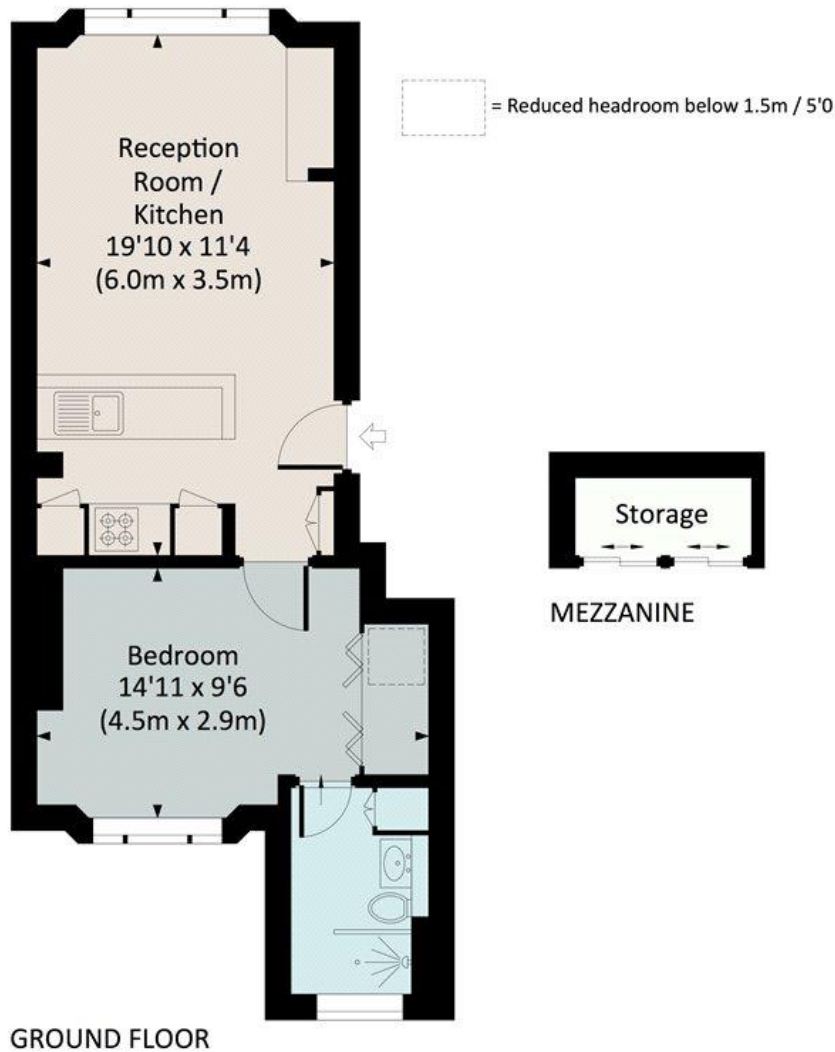 Reception
Room /
Kitchen
19'10 x 11'4
(6.0m x 3.5m)
= Reduced headroom below 1.5m / 5'0
Storage
MEZZANINE
Bedroom
14'11 x 9'6
(4.5m x 2.9m)
GROUND FLOOR